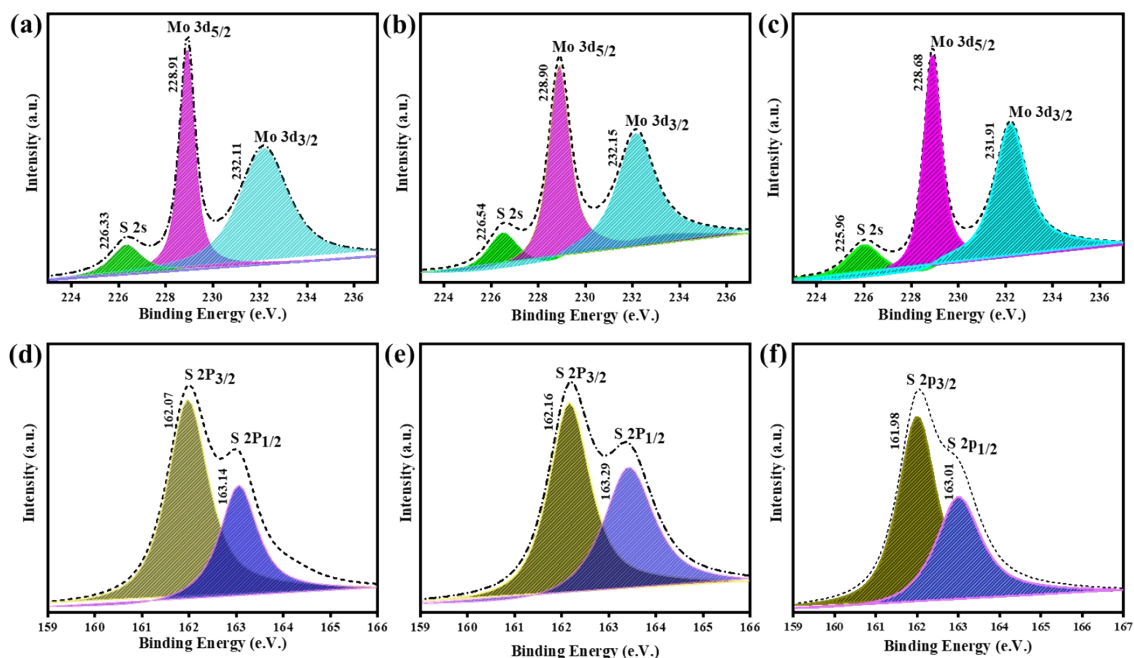 (a)
Mo 3d5/2
228.91
Mo 3d3/2
232.11
S 2s
226.33
Intensity (a.u.)
224 226 228 230 232 234 236
Binding Energy (e.V.)
(b)
Mo 3d5/2
228.90
Mo 3d3/2
232.15
S 2s
226.54
Intensity (a.u.)
224 226 228 230 232 234 236
Binding Energy (e.V.)
(c)
Mo 3d5/2
228.68
Mo 3d3/2
231.91
S 2s
225.96
Intensity (a.u.)
224 226 228 230 232 234 236
Binding Energy (e.V.)
(d)
S 2P3/2
162.07
S 2P1/2
163.14
Intensity (a.u.)
159 160 161 162 163 164 165 166
Binding Energy (e.V.)
(e)
S 2P3/2
162.16
S 2P1/2
163.29
Intensity (a.u.)
159 160 161 162 163 164 165 166
Binding Energy (e.V.)
(f)
S 2p3/2
161.98
S 2p1/2
163.01
Intensity (a.u.)
159 160 161 162 163 164 165 166 167
Binding Energy (e.V.)